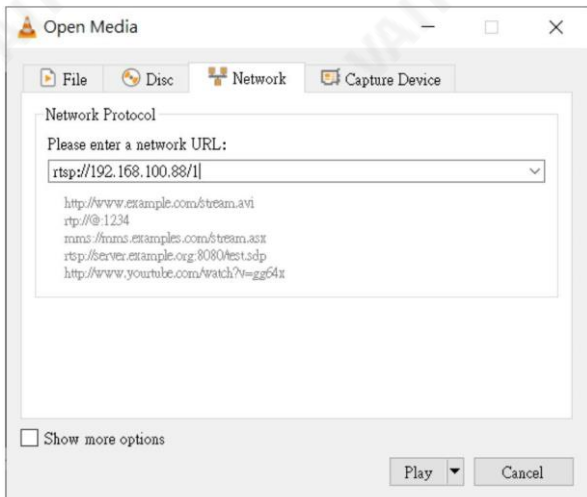 Open Media
File
Disc
Network
Capture Device
Network Protocol
Please enter a network URL:
rtsp://192.168.100.88/1
http://www.example.com/stream.avi
rtp://@:1234
mms://mms.examples.com/stream.asx
rtsp://server.example.org:8080/test.sdp
http://www.yourtube.com/watch?v=gg64x
Show more options
Play
Cancel